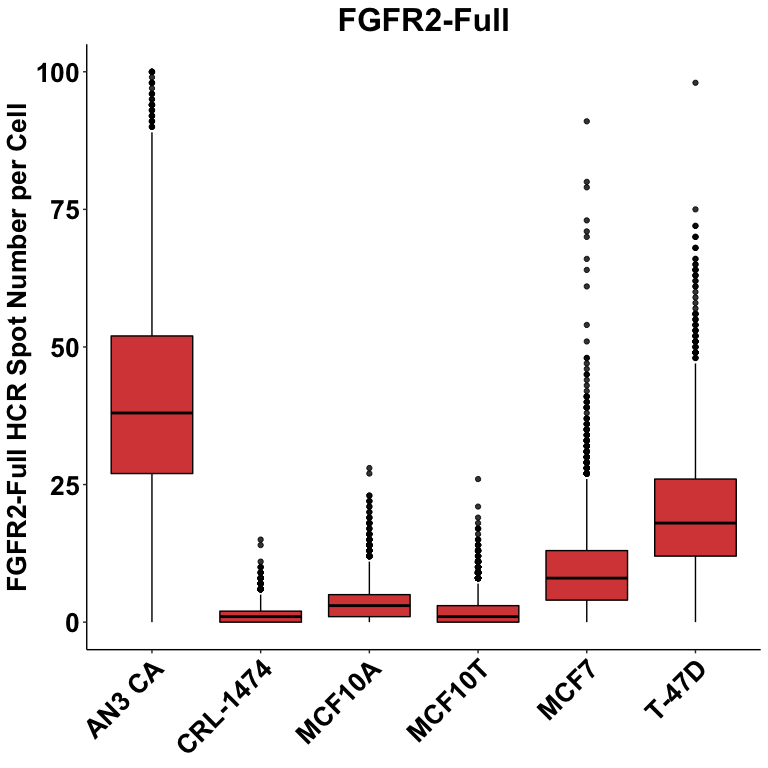 FGFR2-Full
FGFR2-Full HCR Spot Number per Cell
100
75
50
25
0
AN3 CA
CRL-1474
MCF10A
MCF10T
MCF7
T-47D